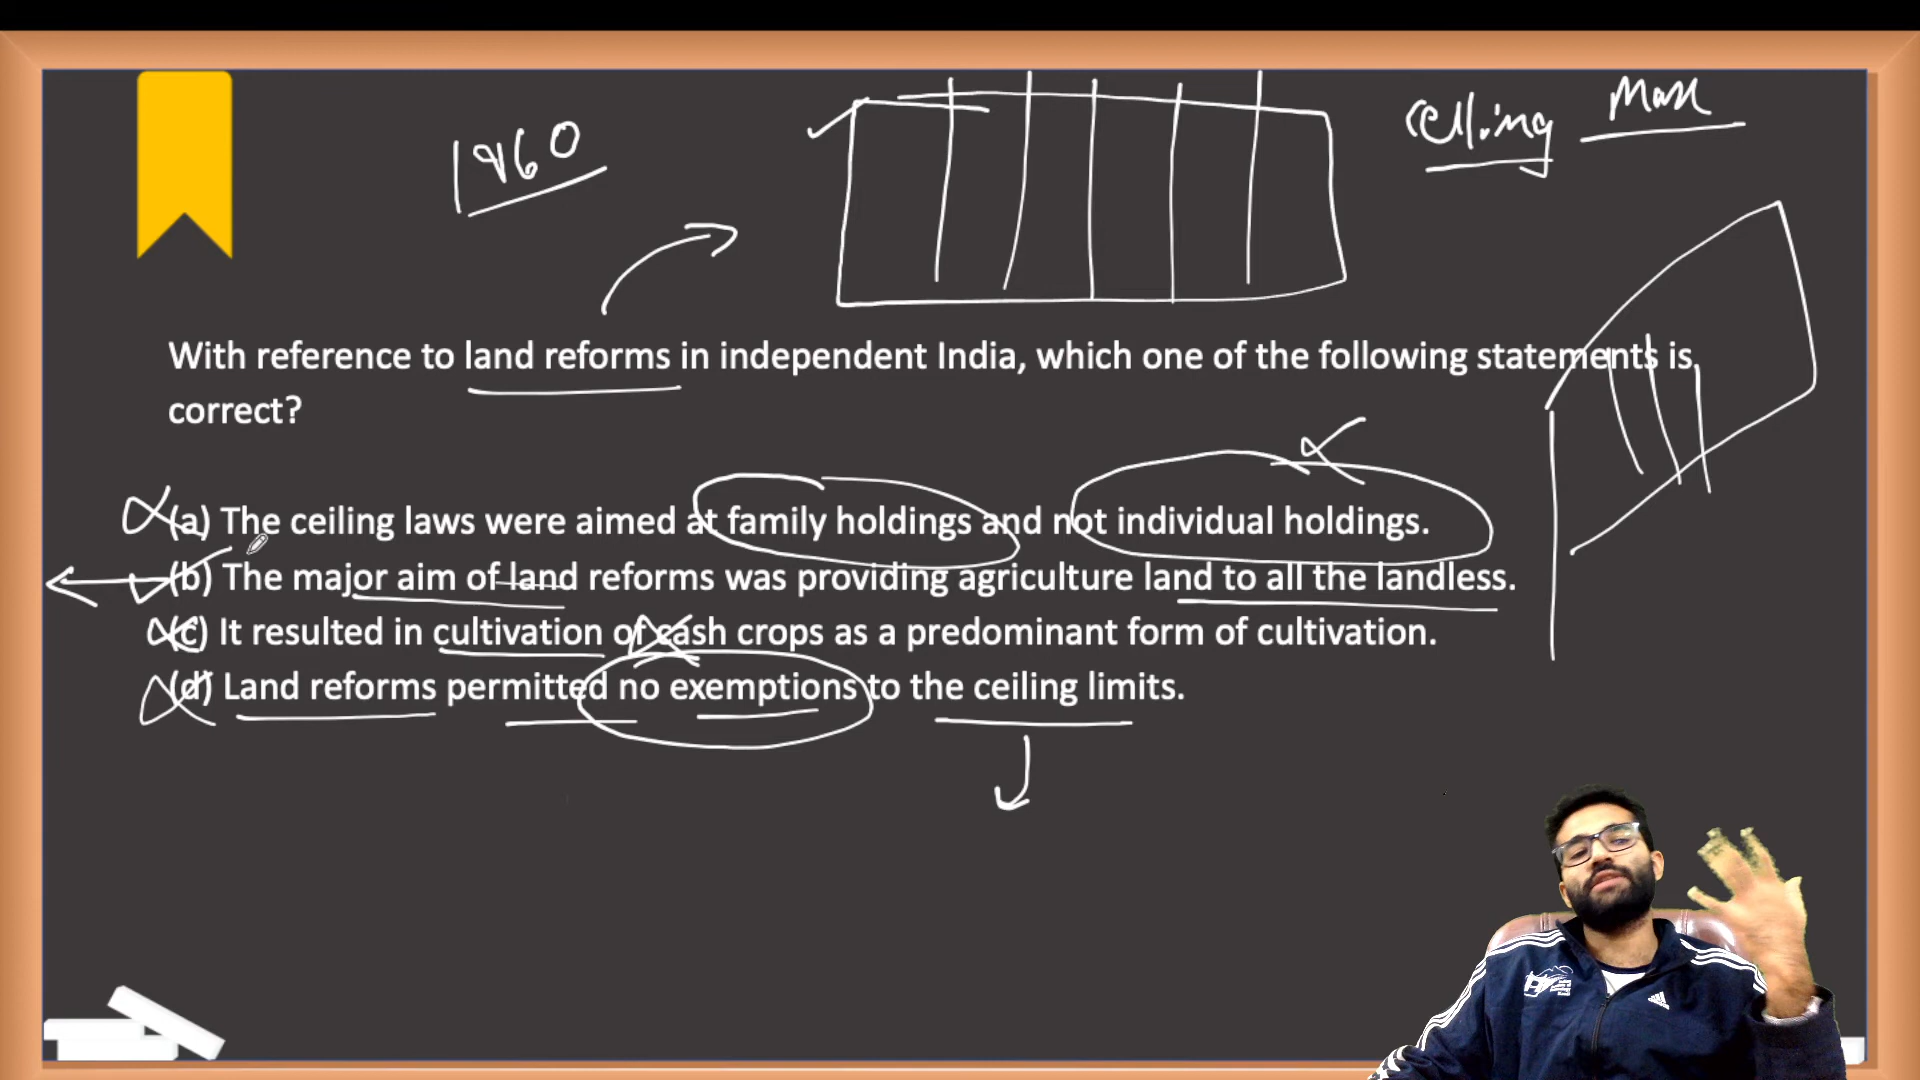 Ceiling Max
1960
With reference to land reforms in independent India, which one of the following statements is
correct?
(a) The ceiling laws were aimed at family holdings and not individual holdings.
(b) The major aim of land reforms was providing agriculture land to all the landless.
(c) It resulted in cultivation of cash crops as a predominant form of cultivation.
(d) Land reforms permitted no exemptions to the ceiling limits.